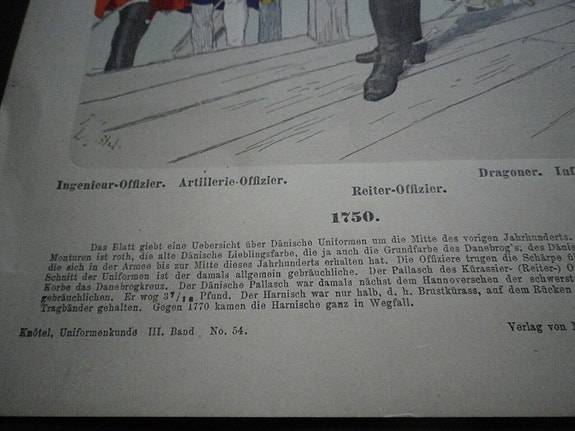 Ingenieur-Offizier. Artillerie-Offizier. Reiter-Offizier. Dragoner.
1750.
Das Blatt giebt eine Uebersicht über Dänische Uniformen um die Mitte des vorigen Jahrhunderts.
Monturen ist roth, die alte Dänische Lieblingsfarbe, die ja auch die Grundfarbe des Danebrog's, des
die sich in der Armee bis zur Mitte dieses Jahrhunderts erhalten hat. Die Offiziere trugen die Schärpe
Schnitt der Uniformen ist der damals allgemein gebräuchliche. Der Pallasch des Kürassier- (Reiter-)
Korbe das Danebrogkreuz. Der Dänische Pallasch war damals nächst dem Hannoverschen der
gebräuchlichen. Er wog 3⁷/₁₆ Pfund. Der Harnisch war nur halb, d. h. Brustkürass, auf dem Rücken
Tragbänder gehalten. Gegen 1770 kamen die Harnische ganz in Wegfall.
Knötel, Uniformenkunde III. Band No. 54. Verlag von